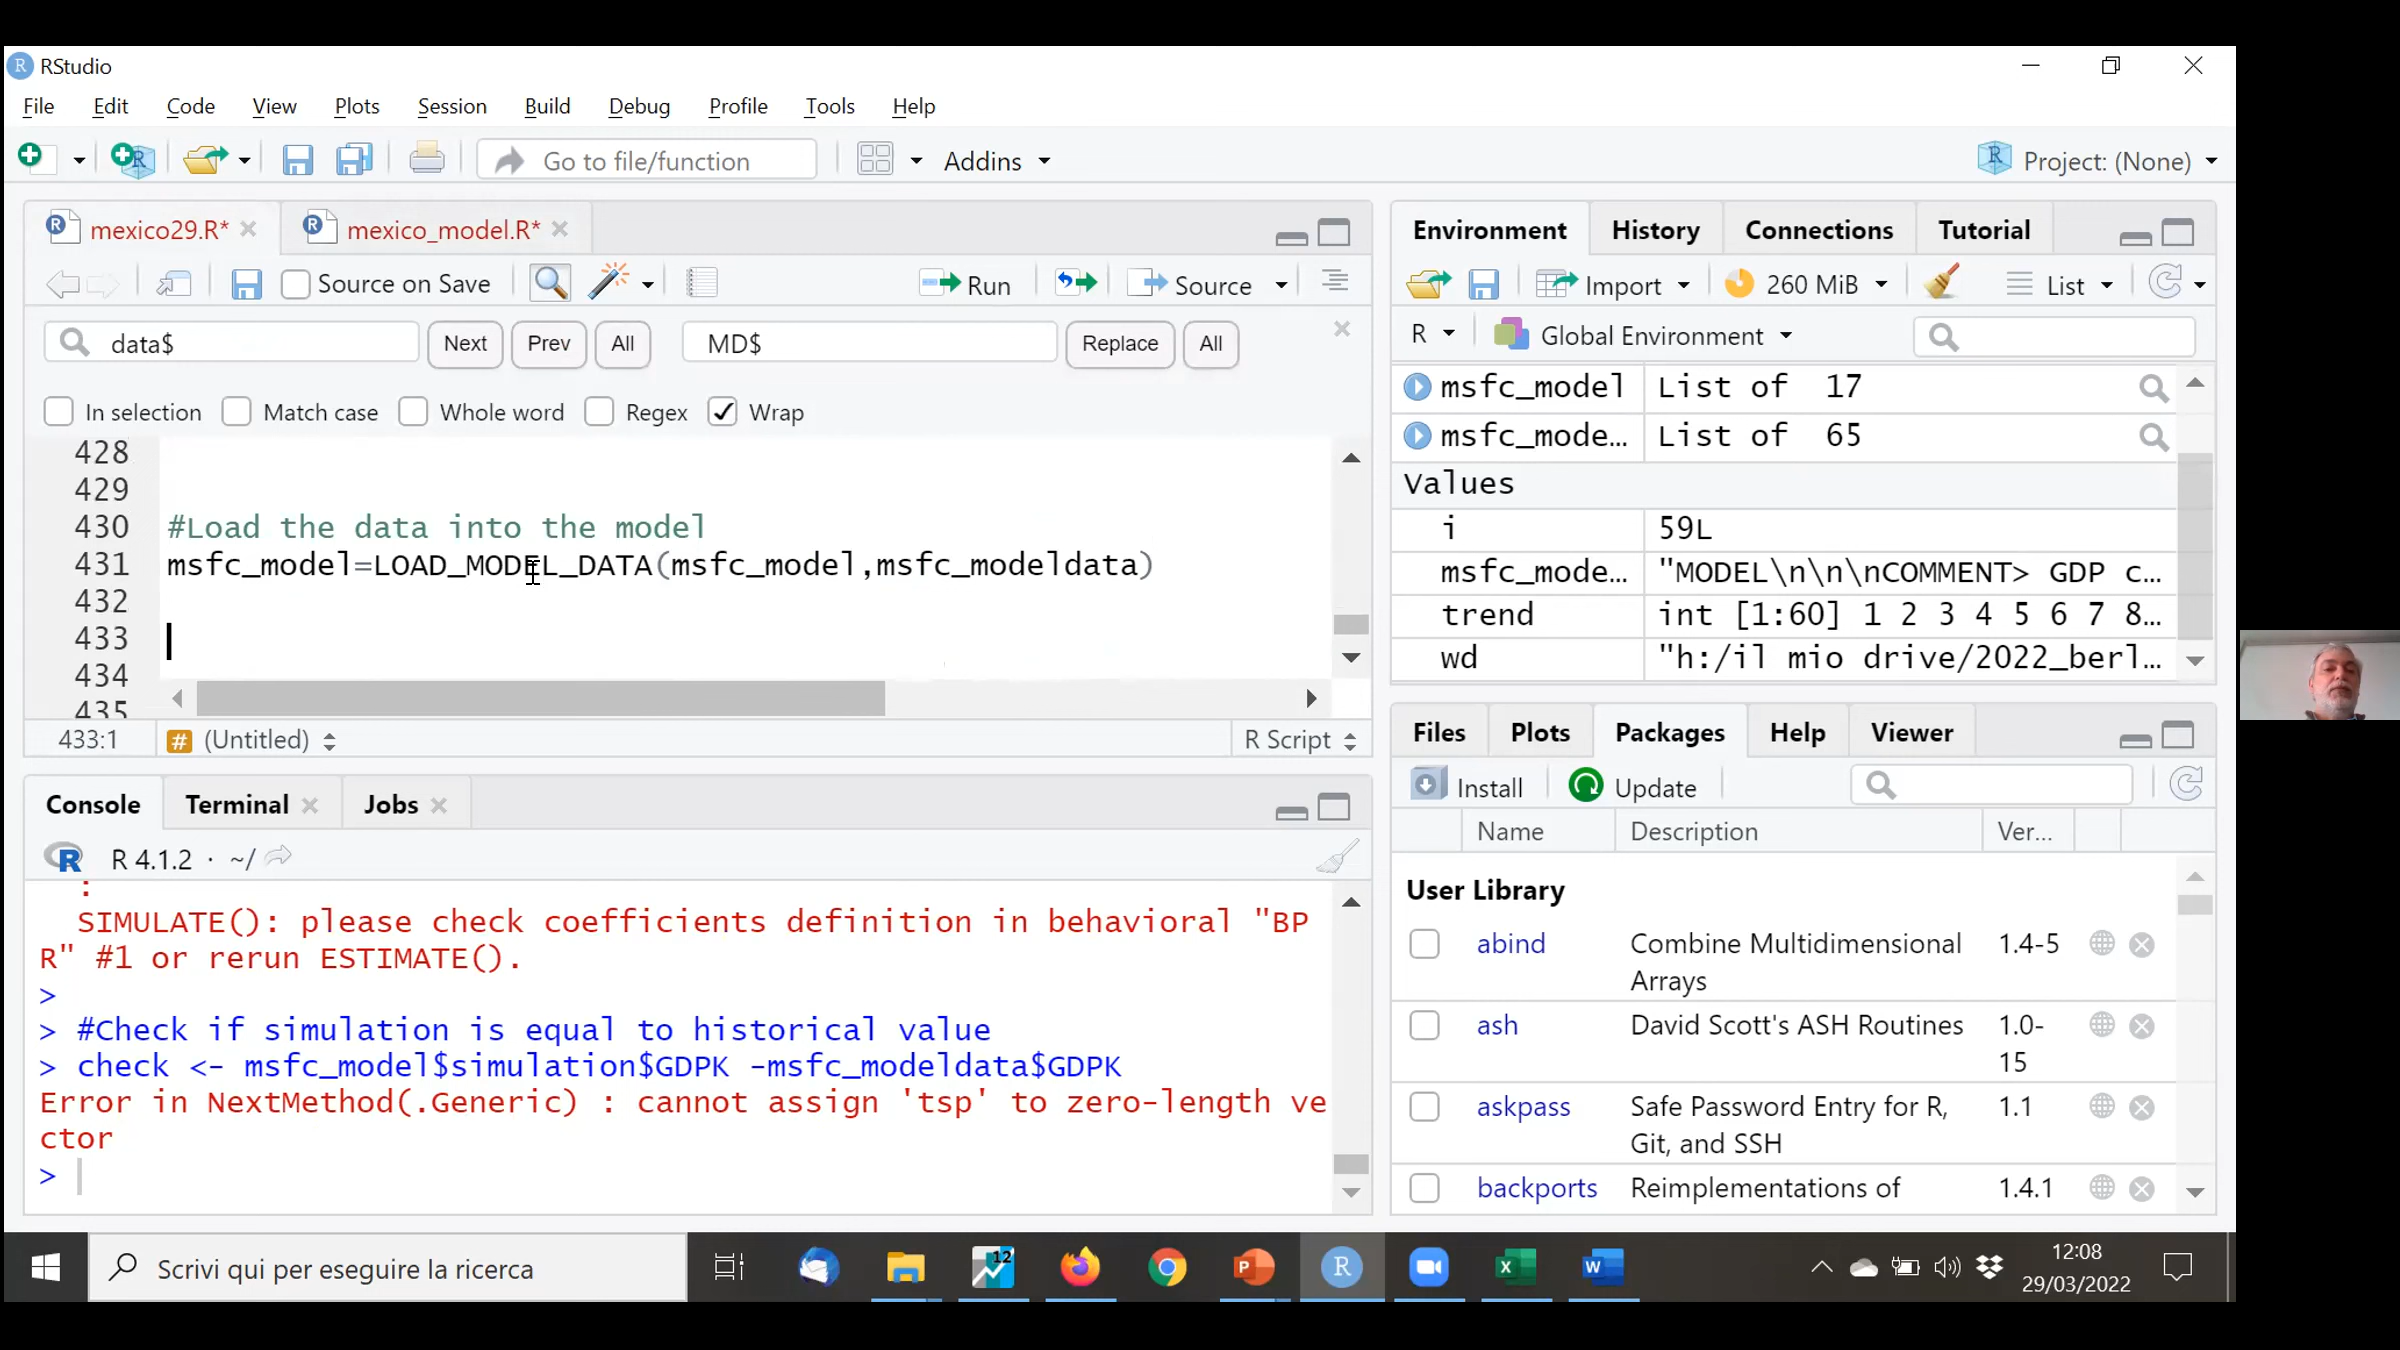 RStudio
File Edit Code View Plots Session Build Debug Profile Tools Help
Go to file/function Addins Project: (None)
mexico29.R* mexico_model.R*
Source on Save Run Source
data$ Next Prev All MD$ Replace All
In selection Match case Whole word Regex Wrap
428
429
430 #Load the data into the model
431 msfc_model=LOAD_MODEL_DATA(msfc_model,msfc_modeldata)
432
433
434
435
433:1 # (Untitled) R Script
Console Terminal Jobs
R 4.1.2 · ~/
:
SIMULATE(): please check coefficients definition in behavioral "BP
R" #1 or rerun ESTIMATE().
>
> #Check if simulation is equal to historical value
> check <- msfc_model$simulation$GDPK -msfc_modeldata$GDPK
Error in NextMethod(.Generic) : cannot assign 'tsp' to zero-length ve
ctor
>
Environment History Connections Tutorial
Import 260 MiB List
R Global Environment
msfc_model List of 17
msfc_mode… List of 65
Values
i 59L
msfc_mode… "MODEL\n\n\nCOMMENT> GDP c…
trend int [1:60] 1 2 3 4 5 6 7 8…
wd "h:/il mio drive/2022_berl…
Files Plots Packages Help Viewer
Install Update
Name Description Ver...
User Library
abind Combine Multidimensional 1.4-5
Arrays
ash David Scott's ASH Routines 1.0-
15
askpass Safe Password Entry for R, 1.1
Git, and SSH
backports Reimplementations of 1.4.1
Scrivi qui per eseguire la ricerca
12
12:08
29/03/2022